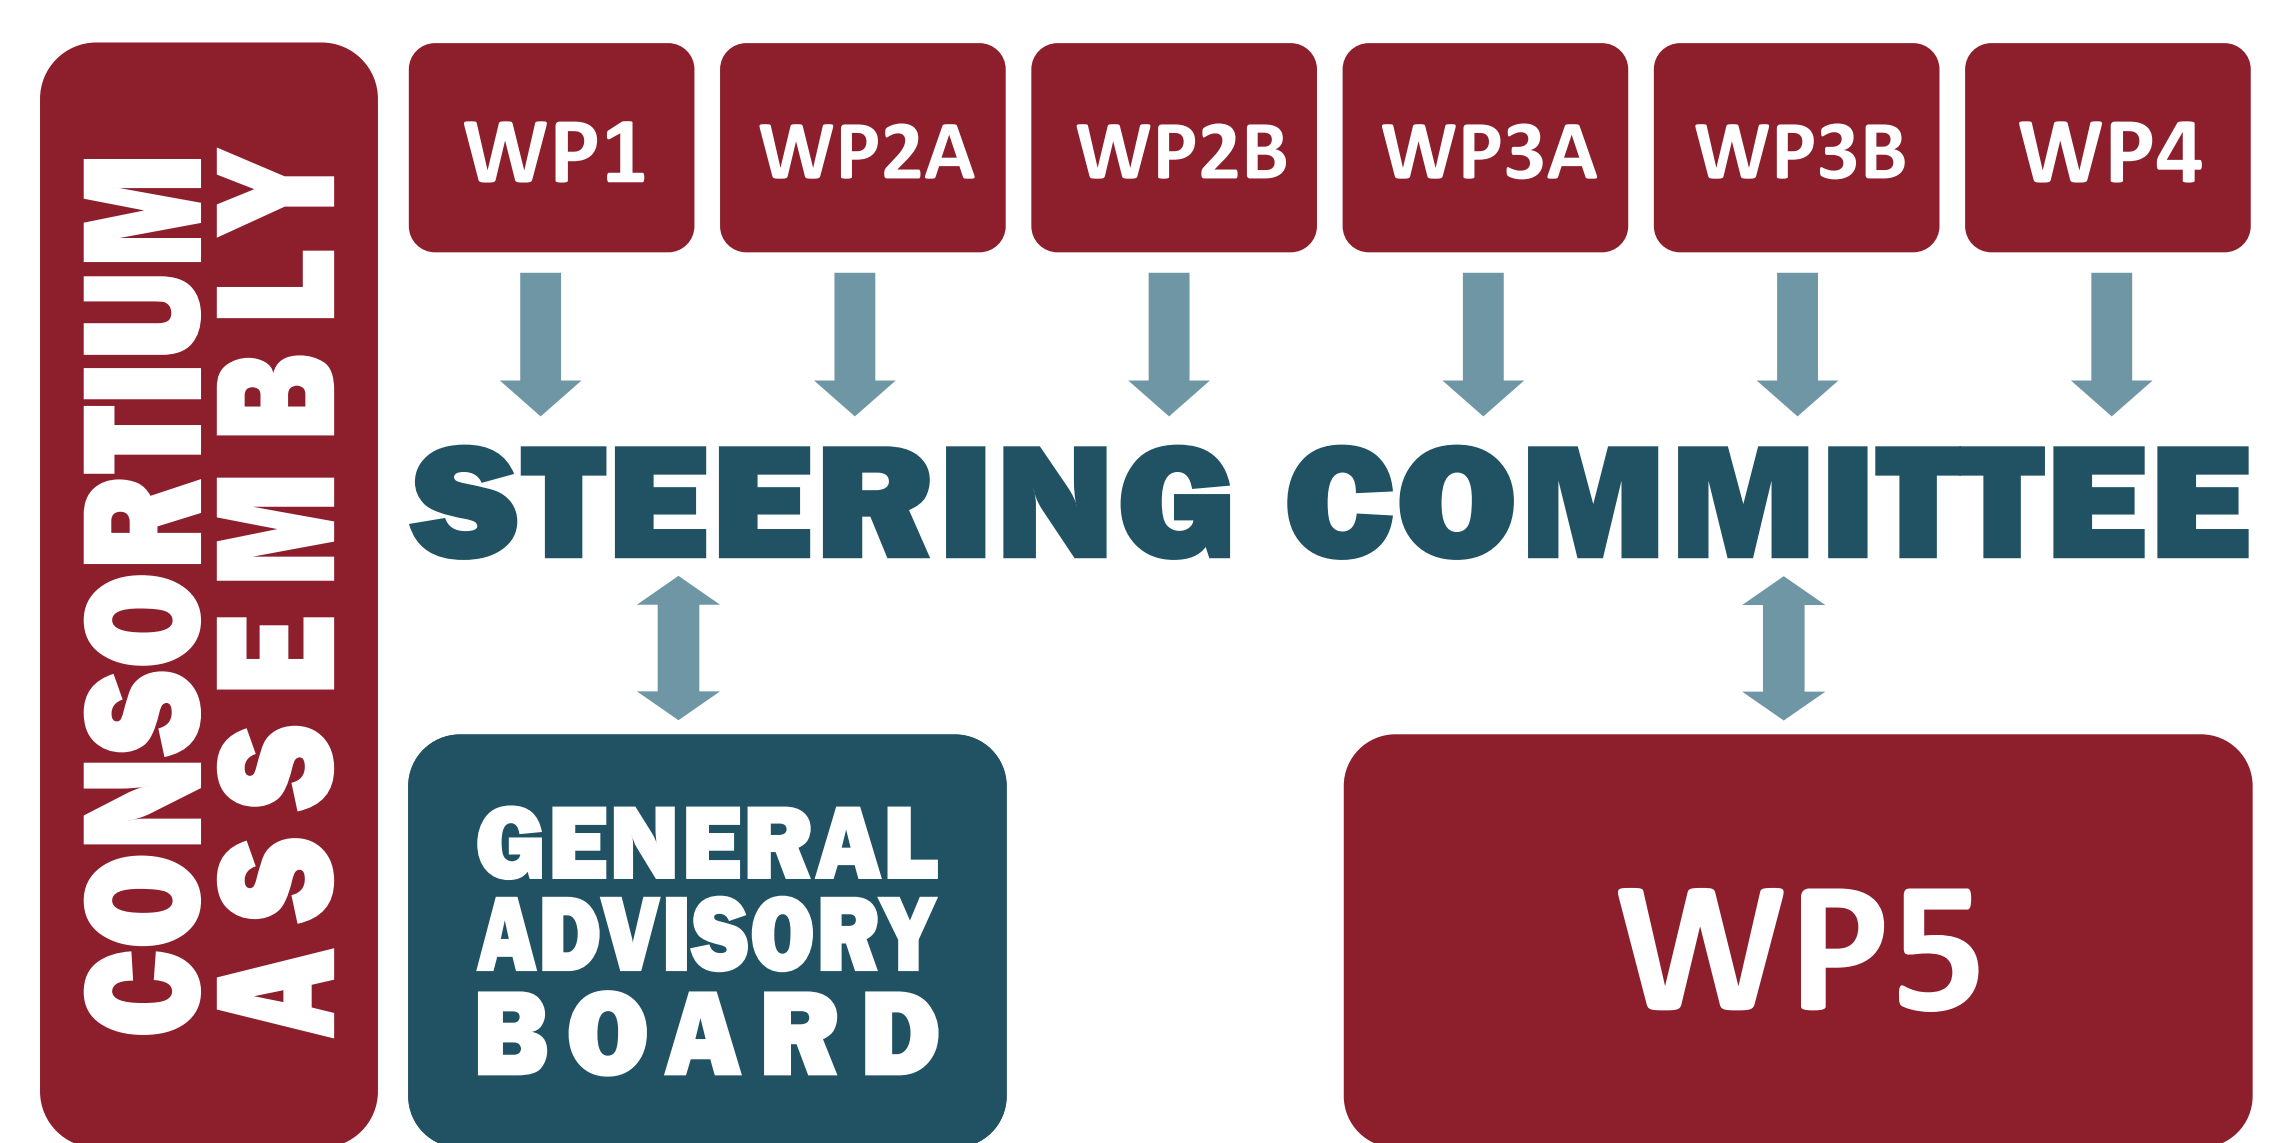 CONSORTIUM
ASSEMBLY
WP1
WP2A
WP2B
WP3A
WP3B
WP4
STEERING COMMITTEE
GENERAL
ADVISORY
BOARD
WP5